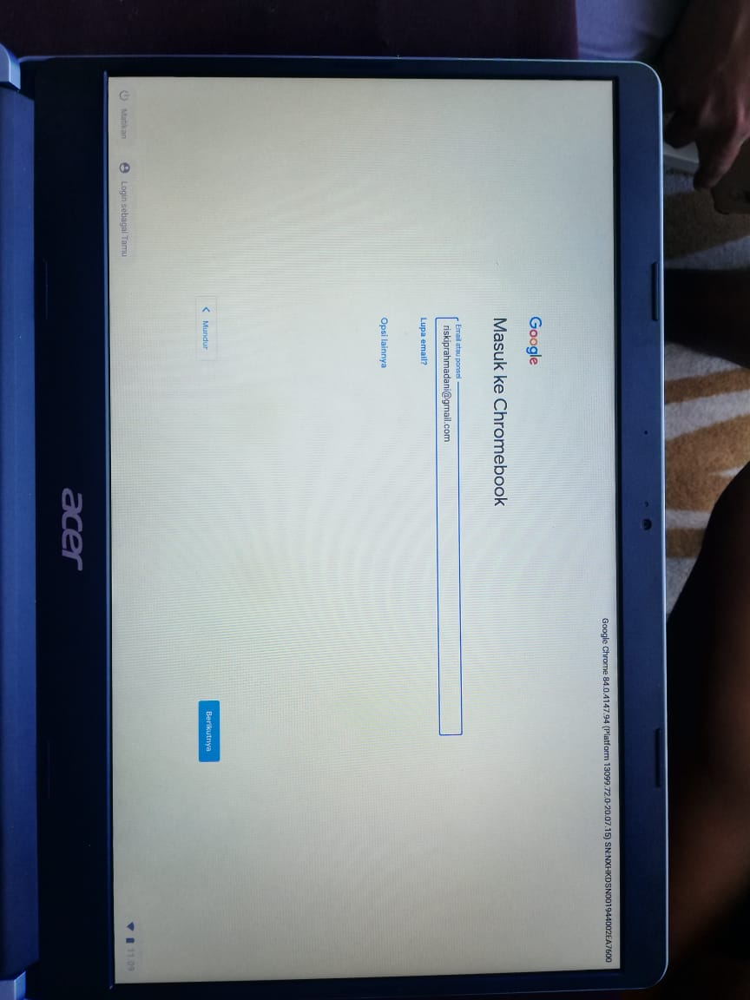 Google Chrome 84.0.4147.94 (Platform 13099.72.0-20.07.15) SN:NXHKDSN001944002EA7600
Google
Masuk ke Chromebook
Email atau ponsel
riskiprahmadani@gmail.com
Lupa email?
Opsi lainnya
Mundur
Berikutnya
Matikan
Login sebagai Tamu
11.09
acer